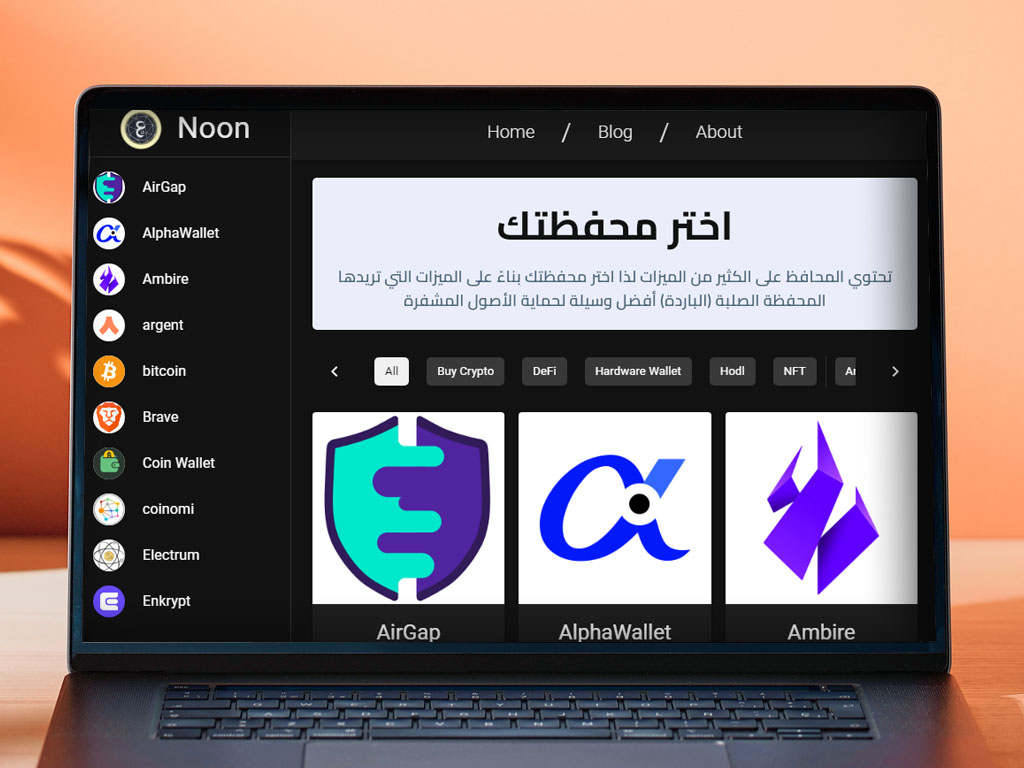 Noon
Home / Blog / About
AirGap
AlphaWallet
Ambire
argent
bitcoin
Brave
Coin Wallet
coinomi
Electrum
Enkrypt
اختر محفظتك
تحتوي المحافظ على الكثير من الميزات لذا اختر محفظتك بناءً على الميزات التي تريدها
المحفظة الصلبة (الباردة) أفضل وسيلة لحماية الأصول المشفرة
All Buy Crypto DeFi Hardware Wallet Hodl NFT
AirGap AlphaWallet Ambire